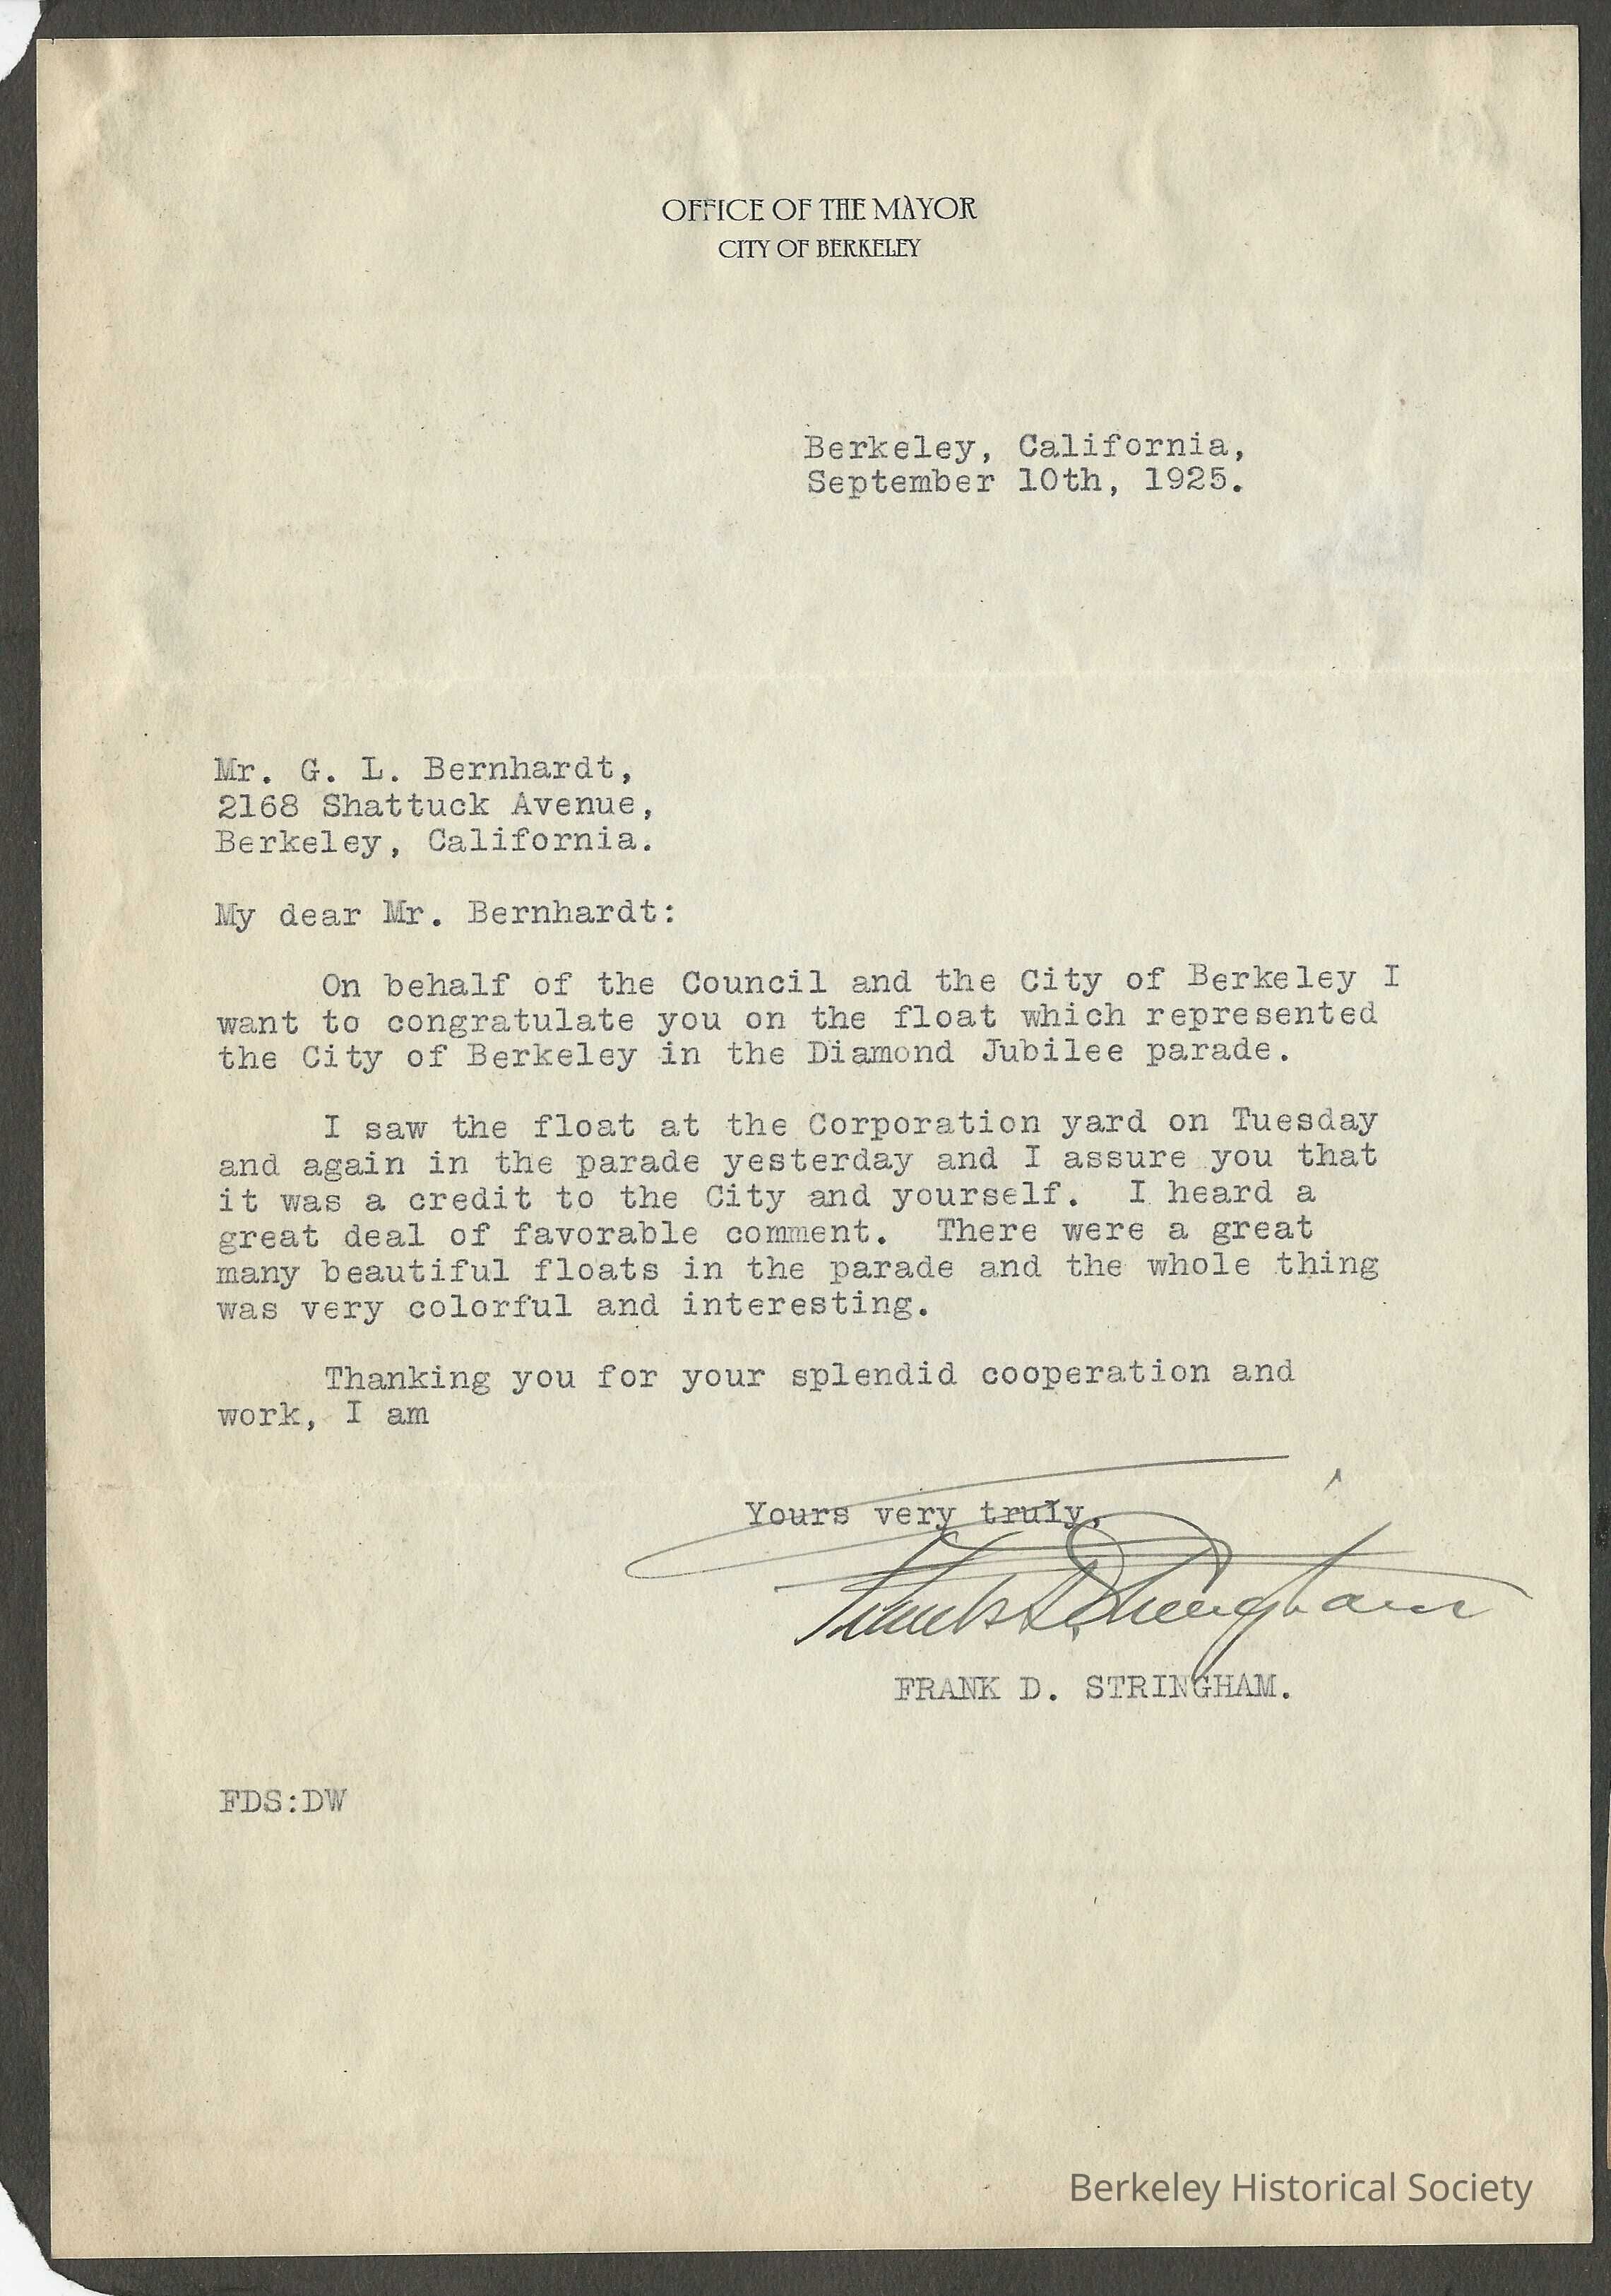 OFFICE OF THE MAYOR
CITY OF BERKELEY
Berkeley, California,
September 10th, 1925.
Mr. G. L. Bernhardt,
2168 Shattuck Avenue,
Berkeley, California.
My dear Mr. Bernhardt:
On behalf of the Council and the City of Berkeley I
want to congratulate you on the float which represented
the City of Berkeley in the Diamond Jubilee parade.
I saw the float at the Corporation yard on Tuesday
and again in the parade yesterday and I assure you that
it was a credit to the City and yourself. I heard a
great deal of favorable comment. There were a great
many beautiful floats in the parade and the whole thing
was very colorful and interesting.
Thanking you for your splendid cooperation and
work, I am
Yours very truly,
Frank D. Stringham
FRANK D. STRINGHAM.
FDS:DW
Berkeley Historical Society